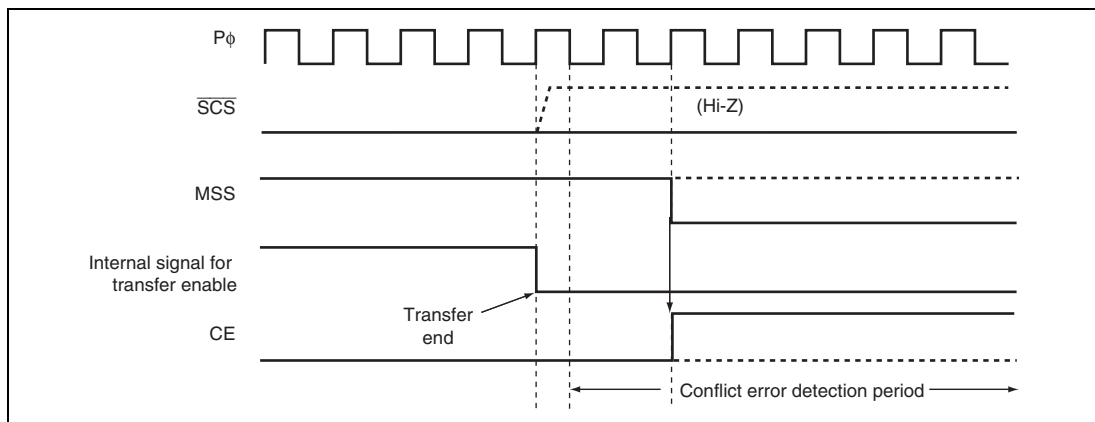 Pϕ
SCS
(Hi-Z)
MSS
Internal signal for
transfer enable
Transfer
end
CE
Conflict error detection period